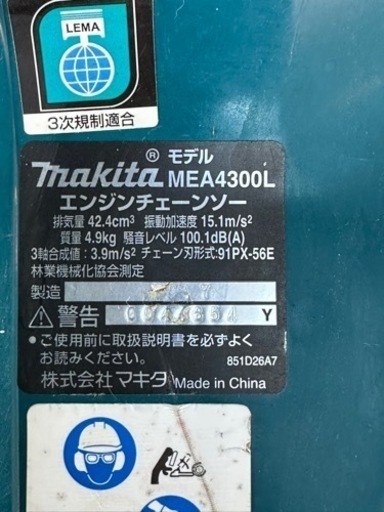 LEMA
3次規制適合
makita® モデル MEA4300L
エンジンチェーンソー
排気量 42.4cm³ 振動加速度 15.1m/s²
質量 4.9kg 騒音レベル 100.1dB(A)
3軸合成値：3.9m/s² チェーン刃形式:91PX-56E
林業機械化協会測定
製造
⚠警告 Y
●ご使用前に取扱説明書を必ずよく
お読みください。
851D26A7
株式会社 マキタ Made in China